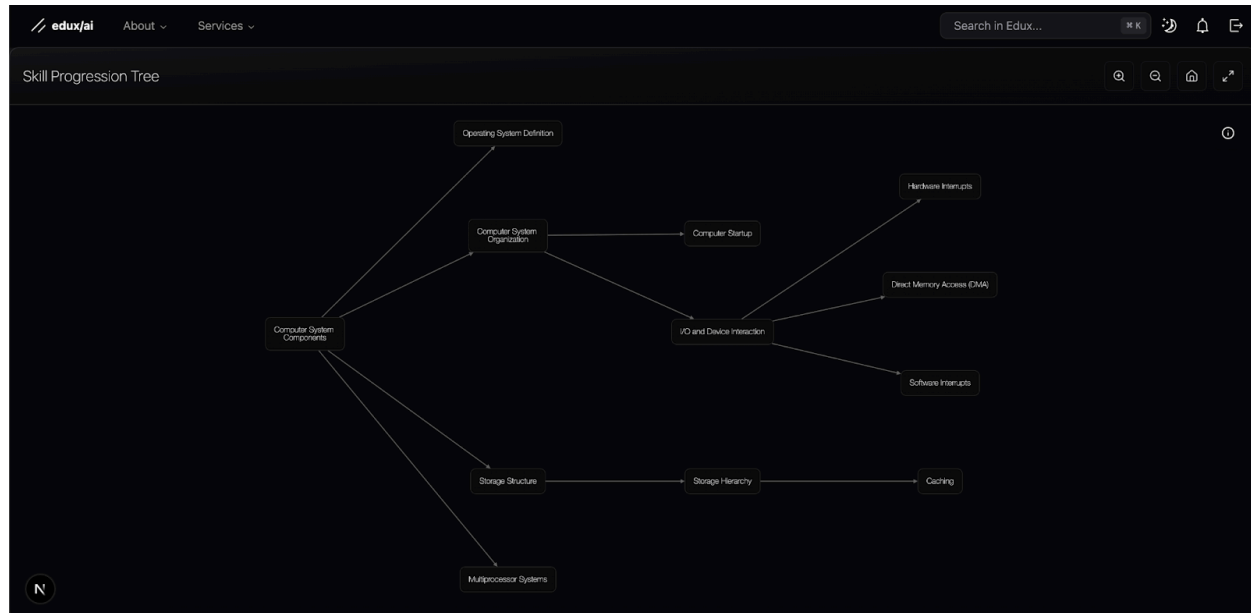 edux/ai
About
Services
Search in Edux...
⌘ K
Skill Progression Tree
Operating System Definition
Hardware Interrupts
Computer System
Organization
Computer Startup
Direct Memory Access (DMA)
Computer System
Components
I/O and Device Interaction
Software Interrupts
Storage Structure
Storage Hierarchy
Caching
Multiprocessor Systems
N